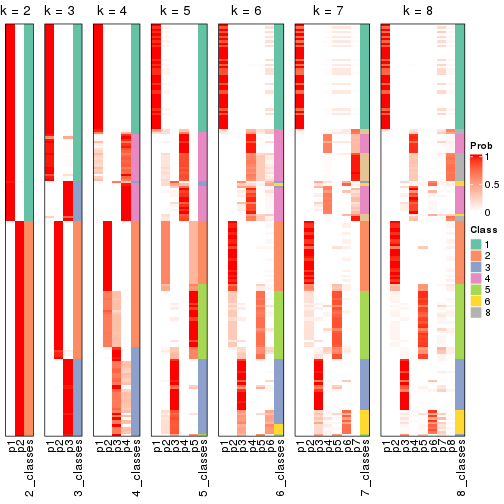 k = 2 k = 3 k = 4 k = 5 k = 6 k = 7 k = 8
Prob
1
0.5
0
Class
1
2
3
4
5
6
8
p1 p2 2_classes p1 p2 p3 3_classes p1 p2 p3 p4 4_classes p1 p2 p3 p4 p5 5_classes p1 p2 p3 p4 p5 p6 6_classes p1 p2 p3 p4 p5 p6 p7 7_classes p1 p2 p3 p4 p5 p6 p7 p8 8_classes